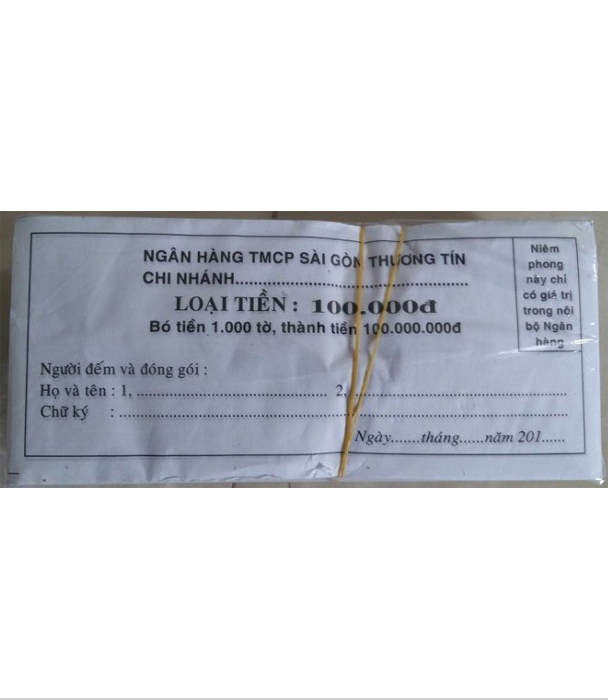 NGÂN HÀNG TMCP SÀI GÒN THƯƠNG TÍN
CHI NHÁNH..................................................
LOẠI TIỀN : 100.000đ
Bó tiền 1.000 tờ, thành tiền 100.000.000đ
Niêm
phong
này chỉ
có giá trị
trong nội
bộ Ngân
hàng
Người đếm và đóng gói :
Họ và tên : 1, .................................................. 2, ..................................................
Chữ ký : ....................................................................................................
Ngày.......tháng......năm 201......